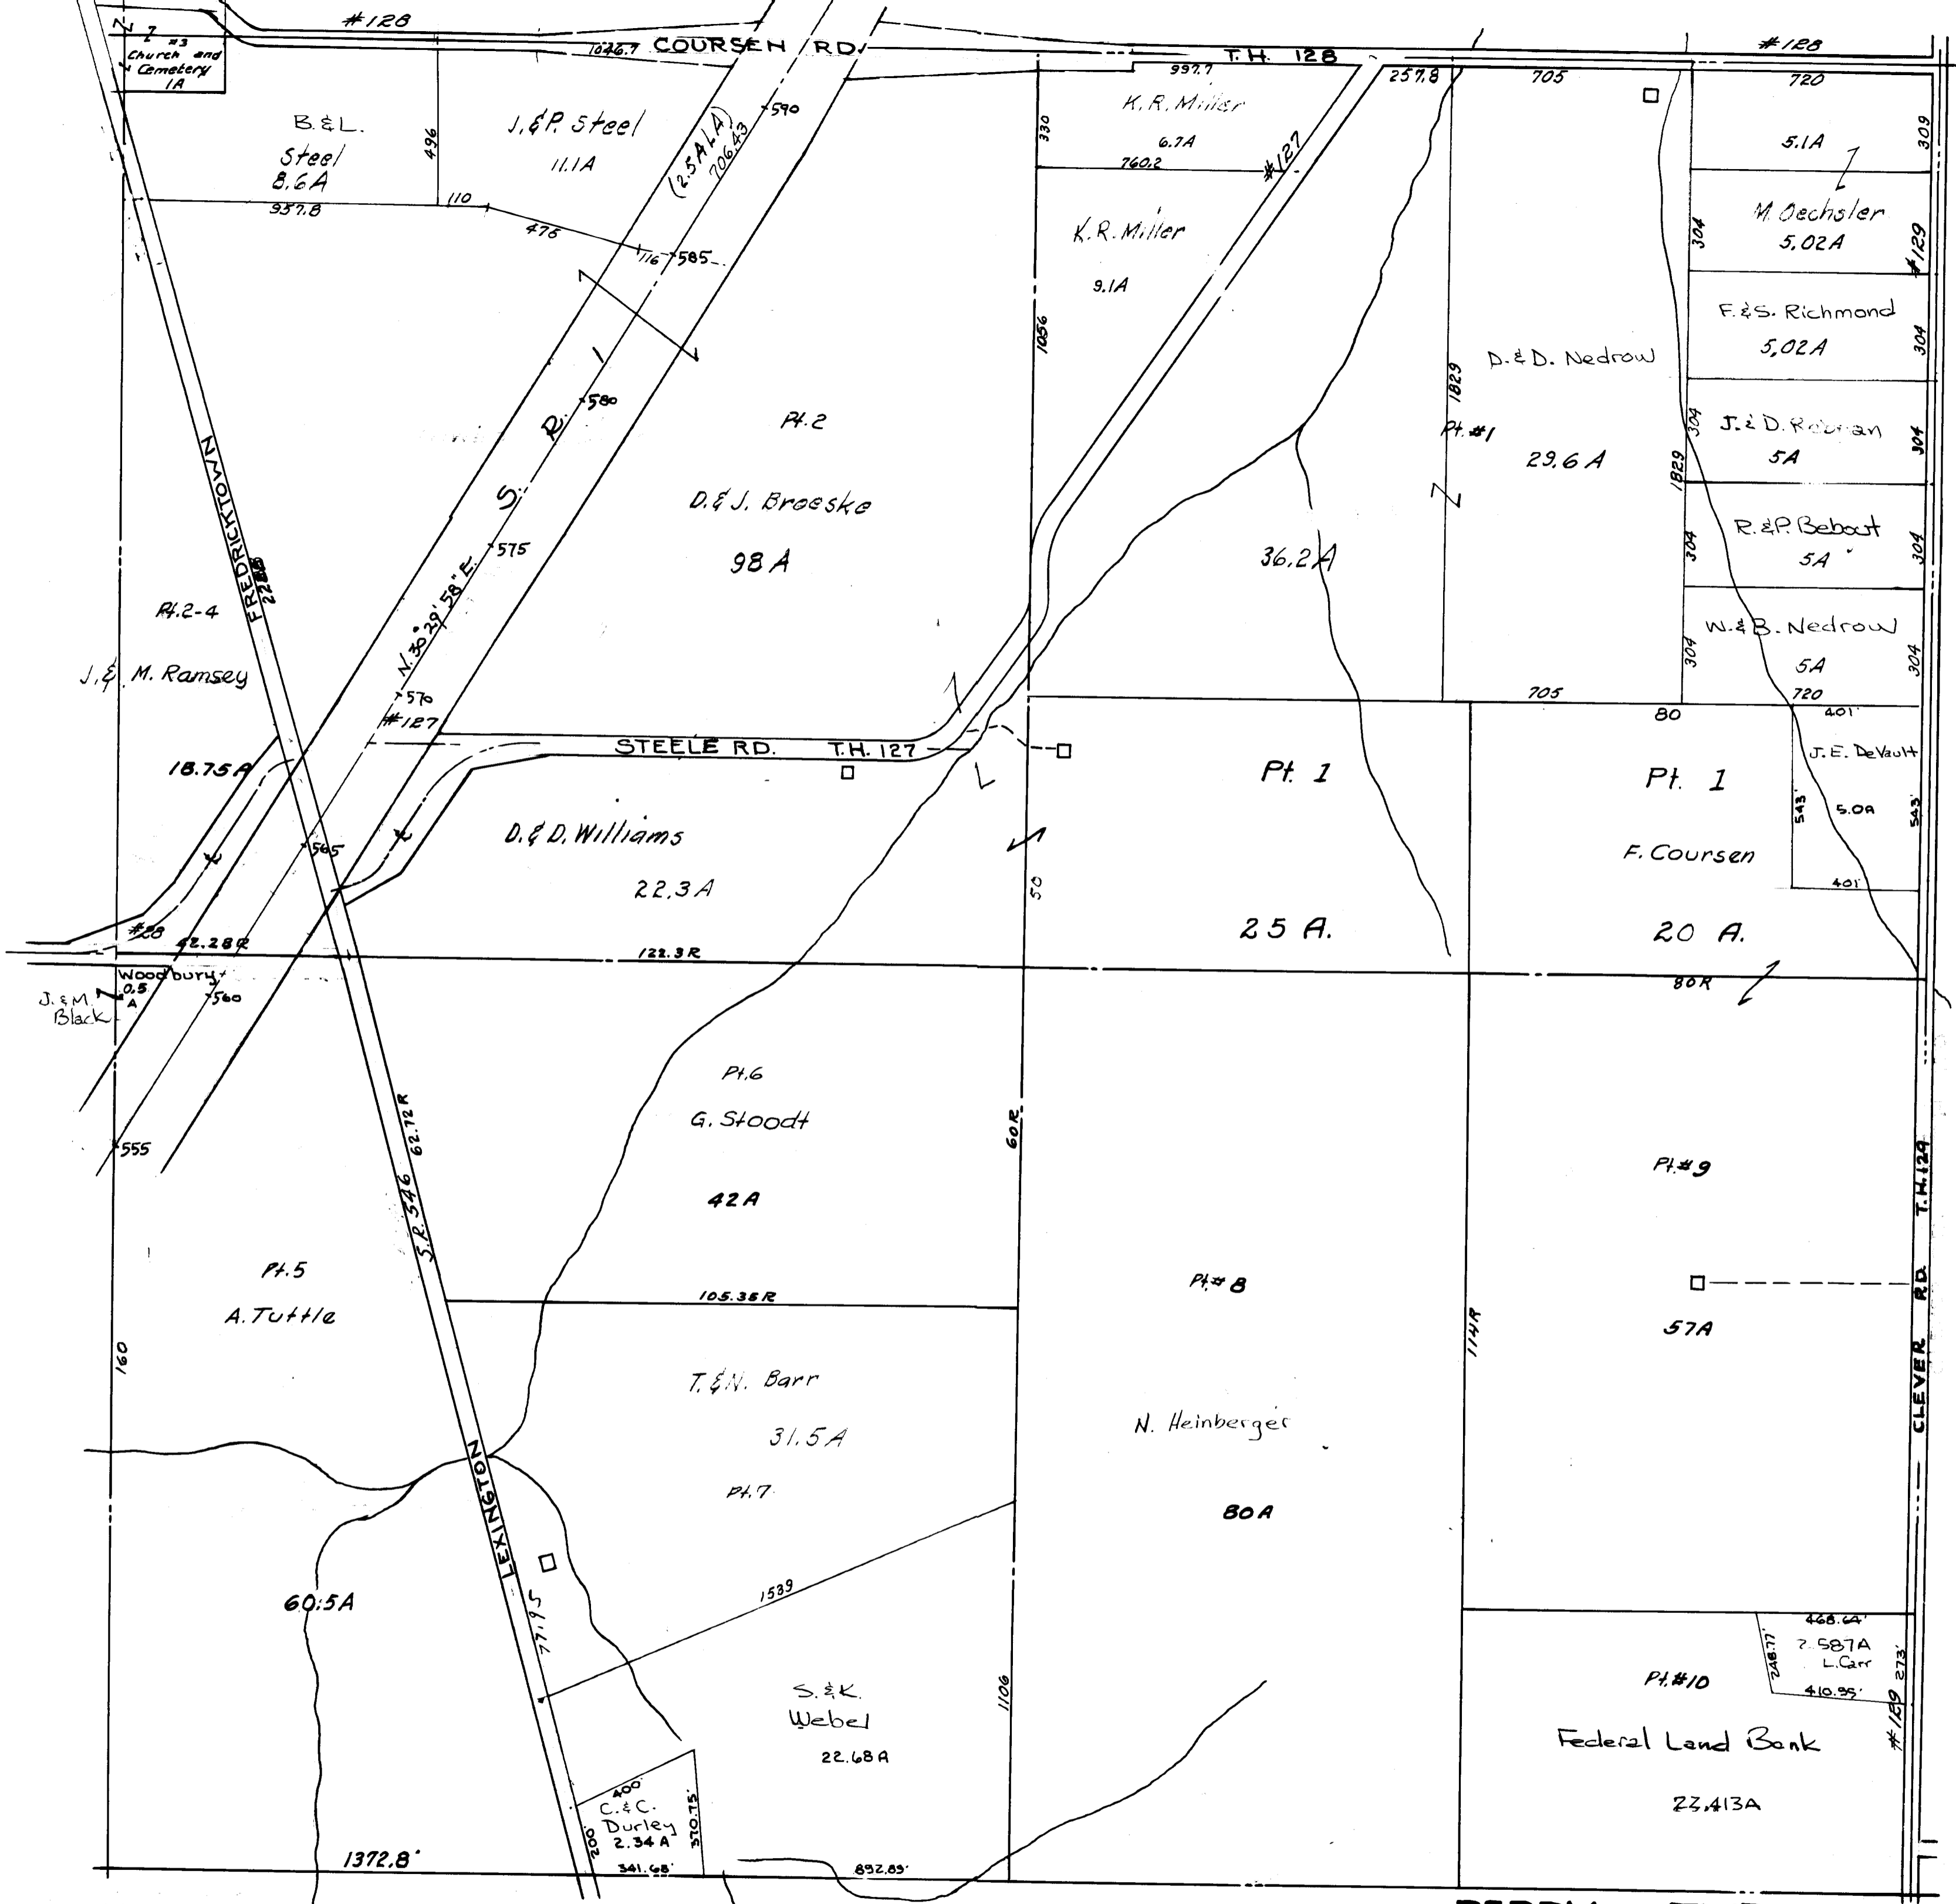 #128
1046.7 COURSEN RD.
T.H. 128
#128
#3
Church and
Cemetery
1A
997.7
257.8
705
720
B.&L.
Steel
8.6A
496
J.&P. Steel
11.1A
(2.5A L A)
706.43
590
330
K.R. Miller
6.7A
760.2
#127
5.1A
309
957.8
110
476
116
585
K.R. Miller
9.1A
1056
304
M. Oechsler
5.02A
#129
F.&S. Richmond
5.02A
304
D.&D. Nedrow
1829
Pt.#1
29.6A
1829
304
J.&D.
5A
304
S. R. 1
580
575
N. 30° 29' 58" E.
570
#127
Pt.2
D.&J. Broeske
98A
36.2A
304
R.&P. Bebout
5A
304
FREDRICKTOWN
2288
Pt.2-4
J.& M. Ramsey
18.75A
304
W.&B. Nedrow
5A
304
705
720
80
401'
STEELE RD. T.H. 127
Pt. 1
Pt. 1
J.E. DeVault
543'
5.0A
543'
565
D.&D. Williams
22.3A
50
F. Coursen
401'
25 A.
20 A.
#28
42.28R
122.3R
80R
Woodbury
0.5
A
J.&M.
Black
560
555
Pt.6
G. Stoodt
42A
60R
62.72R
S.R. 546
Pt.#9
CLEVER RD. T.H.129
Pt.5
A. Tuttle
160
105.35R
Pt.#8
114R
57A
T.&N. Barr
31.5A
Pt.7
N. Heinberger
80A
LEXINGTON
60.5A
77.95
1539
468.64'
248.77'
2.587A
L. Carr
273'
410.95'
#129
Pt.#10
Federal Land Bank
S.&K.
Webel
22.68A
1106
400'
C.&C.
Durley
2.34A
200'
370.75'
1372.8'
341.68'
892.89'